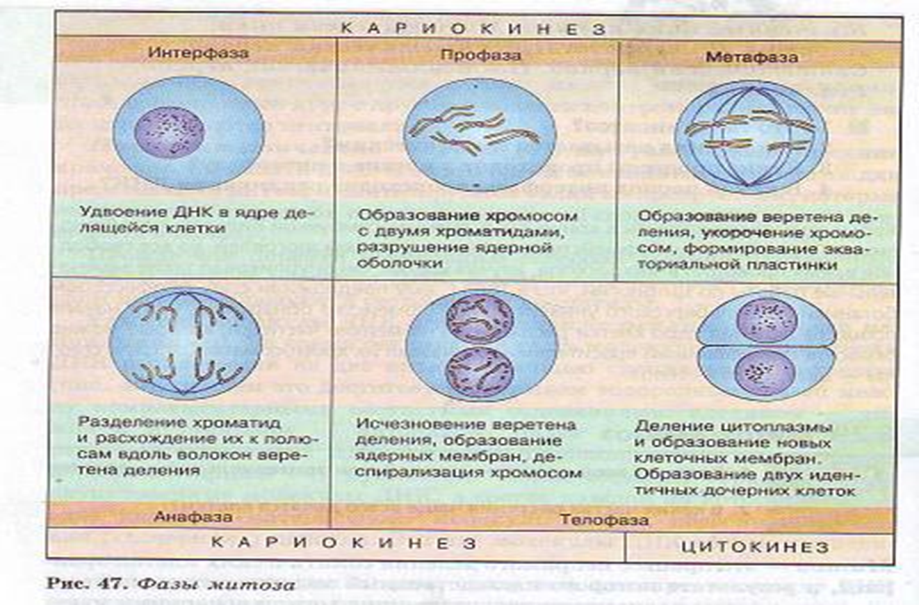 КАРИОКИНЕЗ
Интерфаза
Профаза
Метафаза
Удвоение ДНК в ядре де-
лящейся клетки
Образование хромосом
с двумя хроматидами,
разрушение ядерной
оболочки
Образование веретена де-
ления, укорочение хромо-
сом, формирование эква-
ториальной пластинки
Разделение хроматид
и расхождение их к полю-
сам вдоль волокон вере-
тена деления
Исчезновение веретена
деления, образование
ядерных мембран, де-
спирализация хромосом
Деление цитоплазмы
и образование новых
клеточных мембран.
Образование двух иден-
тичных дочерних клеток
Анафаза
Телофаза
КАРИОКИНЕЗ
ЦИТОКИНЕЗ
Рис. 47. Фазы митоза